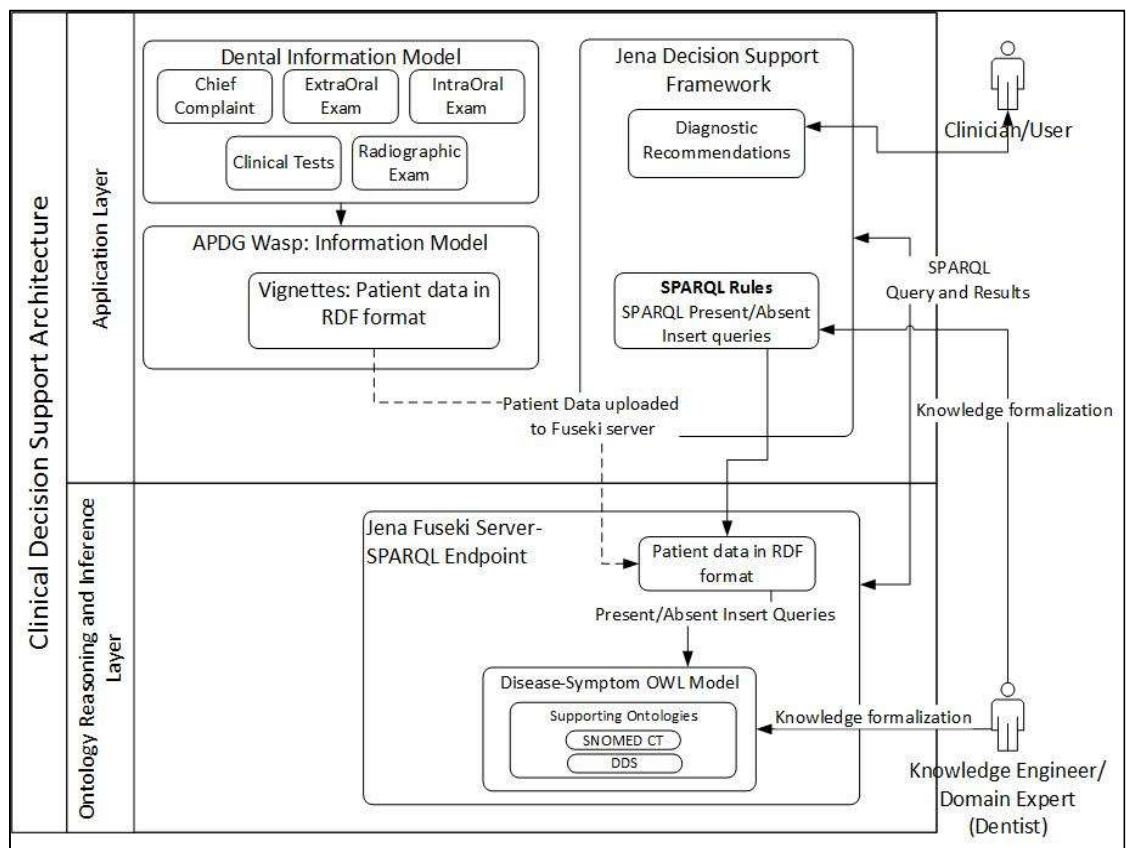 Clinical Decision Support Architecture
Application Layer
Dental Information Model
Chief
Complaint
ExtraOral
Exam
IntraOral
Exam
Clinical Tests
Radiographic
Exam
APDG Wasp: Information Model
Vignettes: Patient data in
RDF format
Jena Decision Support
Framework
Diagnostic
Recommendations
SPARQL Rules
SPARQL Present/Absent
Insert queries
Patient Data uploaded
to Fuseki server
Clinician/User
SPARQL
Query and Results
Knowledge formalization
Ontology Reasoning and Inference
Layer
Jena Fuseki Server-
SPARQL Endpoint
Patient data in RDF
format
Present/Absent Insert Queries
Disease-Symptom OWL Model
Supporting Ontologies
SNOMED CT
DDS
Knowledge formalization
Knowledge Engineer/
Domain Expert
(Dentist)